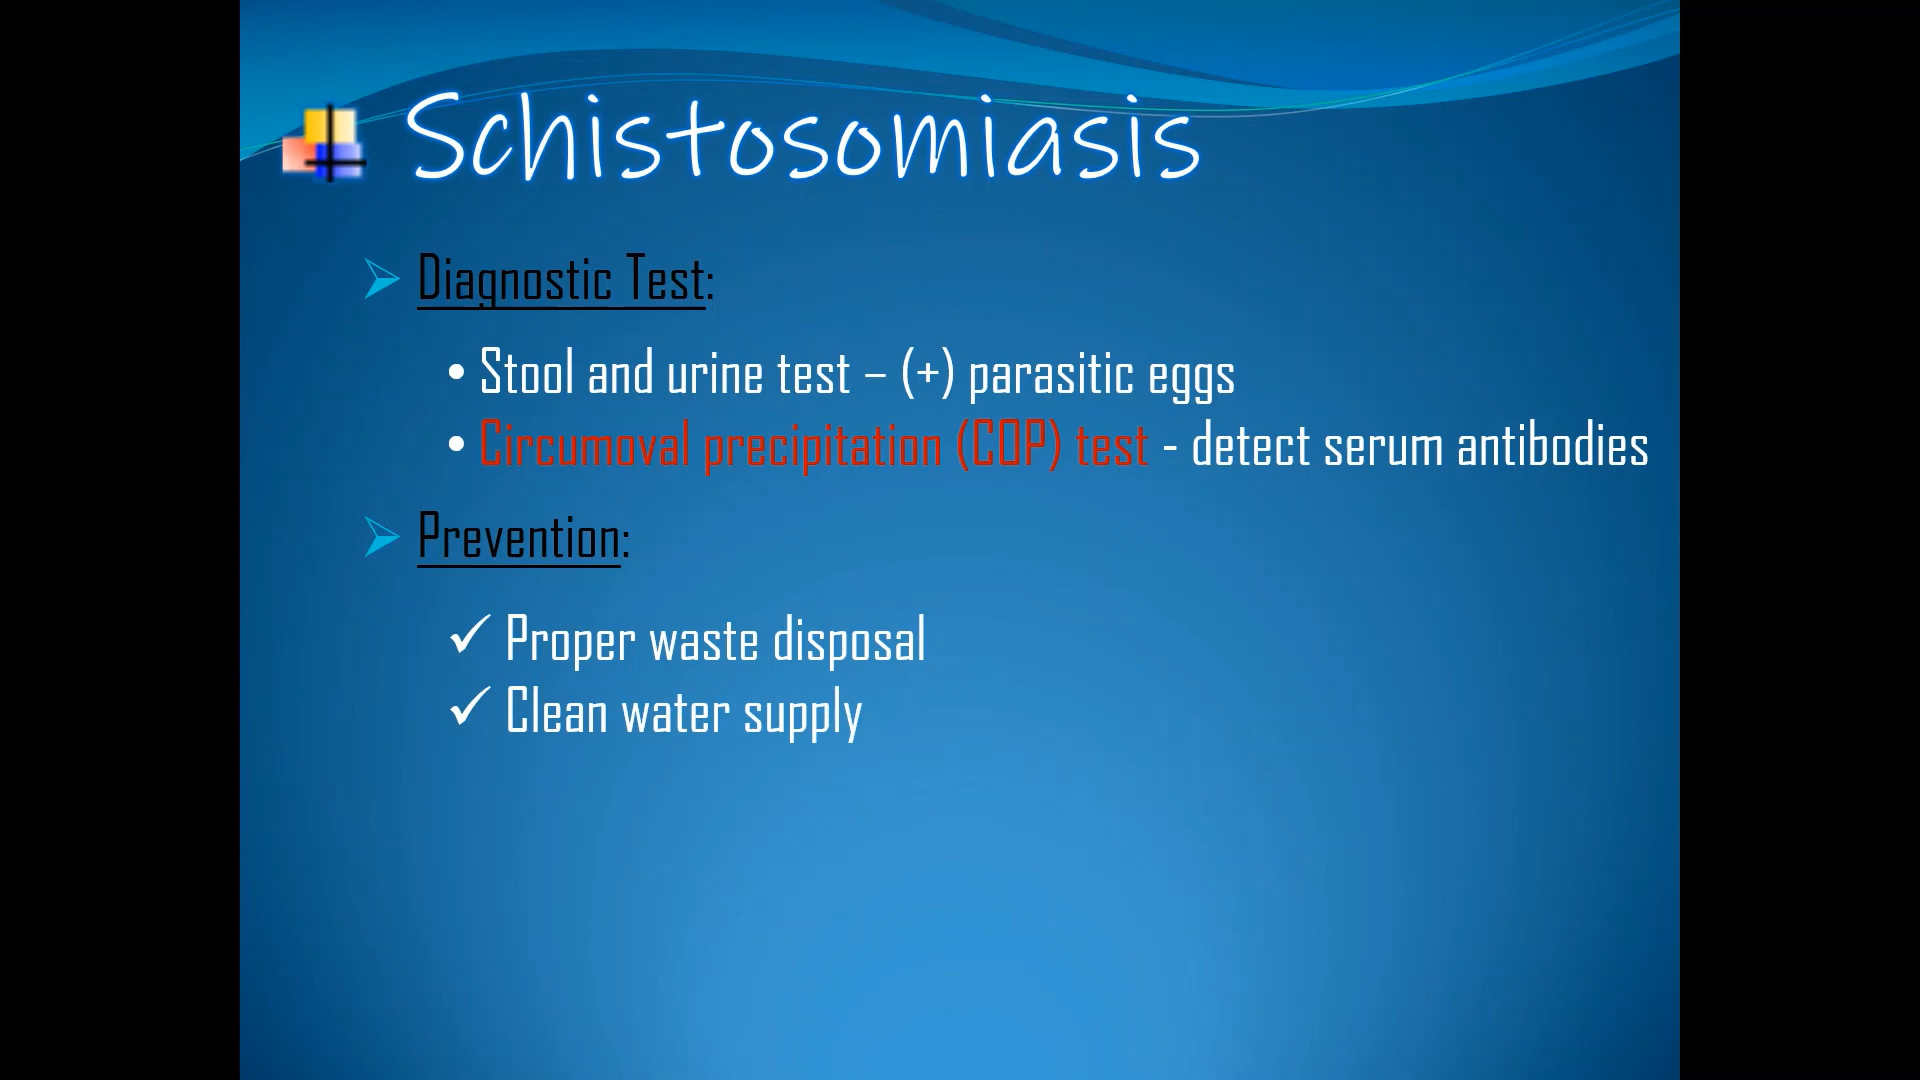 Schistosomiasis
➢ Diagnostic Test:
• Stool and urine test – (+) parasitic eggs
• Circumoval precipitation (COP) test - detect serum antibodies
➢ Prevention:
✓ Proper waste disposal
✓ Clean water supply